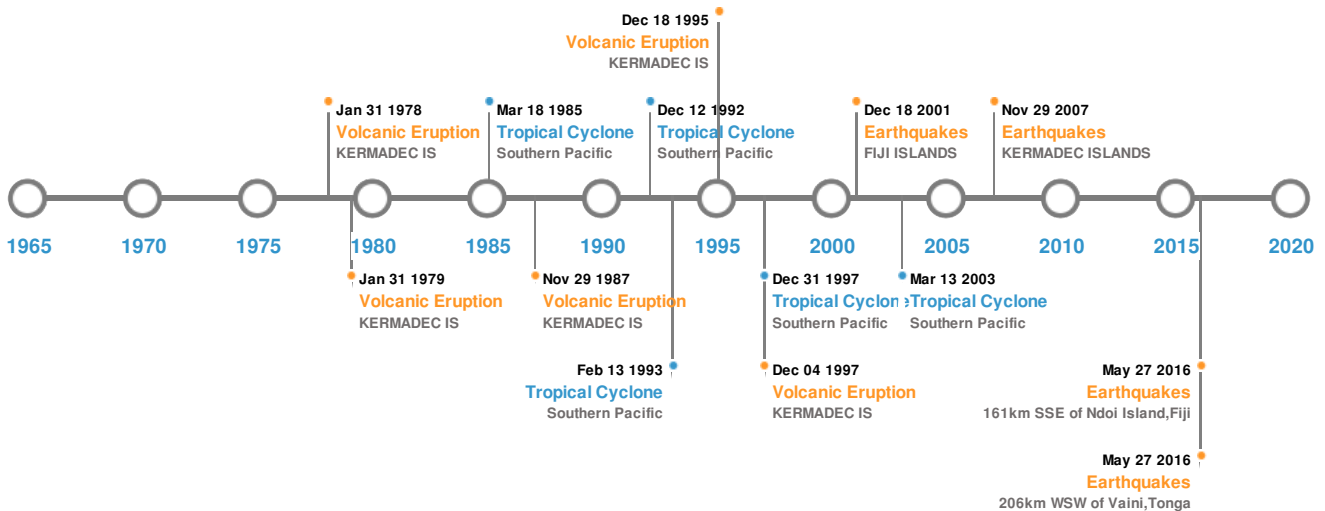 Dec 18 1995
Volcanic Eruption
KERMADEC IS
Jan 31 1978
Volcanic Eruption
KERMADEC IS
Mar 18 1985
Tropical Cyclone
Southern Pacific
Dec 12 1992
Tropical Cyclone
Southern Pacific
Dec 18 2001
Earthquakes
FIJI ISLANDS
Nov 29 2007
Earthquakes
KERMADEC ISLANDS
1965 1970 1975 1980 1985 1990 1995 2000 2005 2010 2015 2020
Jan 31 1979
Volcanic Eruption
KERMADEC IS
Nov 29 1987
Volcanic Eruption
KERMADEC IS
Dec 31 1997
Tropical Cyclone
Southern Pacific
Mar 13 2003
Tropical Cyclone
Southern Pacific
Feb 13 1993
Tropical Cyclone
Southern Pacific
Dec 04 1997
Volcanic Eruption
KERMADEC IS
May 27 2016
Earthquakes
161km SSE of Ndoi Island,Fiji
May 27 2016
Earthquakes
206km WSW of Vaini,Tonga